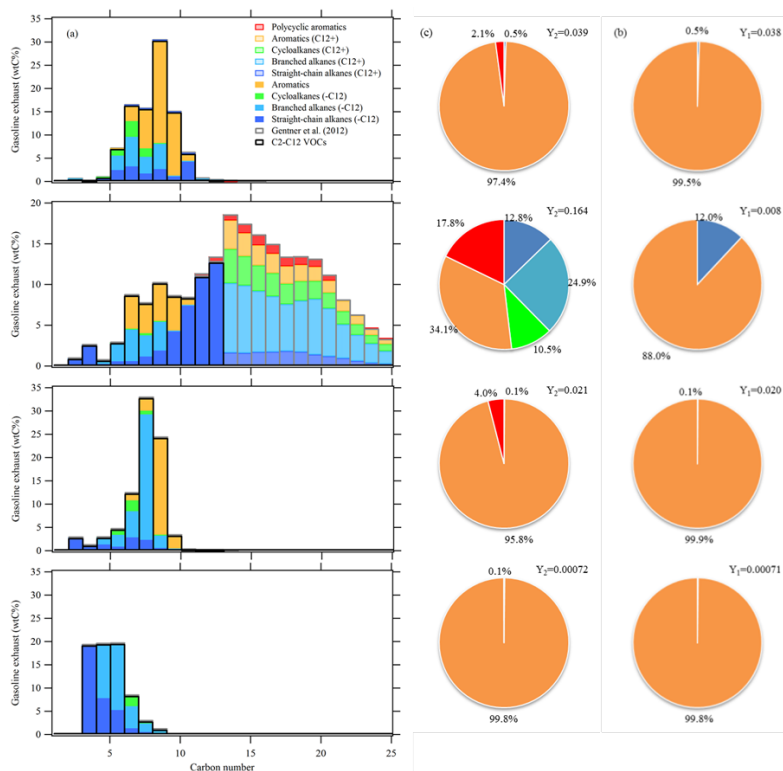 (a)
Polycyclic aromatics
Aromatics (C12+)
Cycloalkanes (C12+)
Branched alkanes (C12+)
Straight-chain alkanes (C12+)
Aromatics
Cycloalkanes (-C12)
Branched alkanes (-C12)
Straight-chain alkanes (-C12)
Gentner et al. (2012)
C2-C12 VOCs
Gasoline exhaust (wtC%)
35
30
25
20
15
10
5
0
(c)
2.1%
0.5%
Y2=0.039
97.4%
(b)
0.5%
Y1=0.038
99.5%
Gasoline exhaust (wtC%)
20
15
10
5
0
17.8%
12.8%
Y2=0.164
24.9%
34.1%
10.5%
12.0%
Y1=0.008
88.0%
Gasoline exhaust (wtC%)
35
30
25
20
15
10
5
0
4.0%
0.1%
Y2=0.021
95.8%
0.1%
Y1=0.020
99.9%
Gasoline exhaust (wtC%)
35
30
25
20
15
10
5
0
5
10
15
20
25
Carbon number
0.1%
Y2=0.00072
99.8%
Y1=0.00071
99.8%